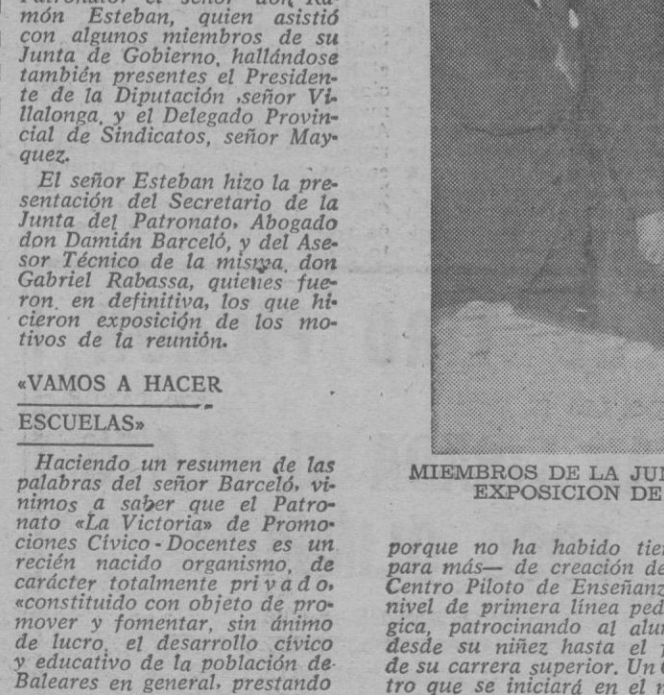 Patronato, el señor don Ra-
món Esteban, quien asistió
con algunos miembros de su
Junta de Gobierno, hallándose
también presentes el Presiden-
te de la Diputación ,señor Vi-
llalonga, y el Delegado Provin-
cial de Sindicatos, señor May-
quez.
El señor Esteban hizo la pre-
sentación del Secretario de la
Junta del Patronato, Abogado
don Damián Barceló, y del Ase-
sor Técnico de la misma, don
Gabriel Rabassa, quienes fue-
ron, en definitiva, los que hi-
cieron exposición de los mo-
tivos de la reunión.
«VAMOS A HACER
ESCUELAS»
Haciendo un resumen de las
palabras del señor Barceló, vi-
nimos a saber que el Patro-
nato «La Victoria» de Promo-
ciones Cívico-Docentes es un
recién nacido organismo, de
carácter totalmente privado,
«constituido con objeto de pro-
mover y fomentar, sin ánimo
de lucro, el desarrollo cívico
y educativo de la población de
Baleares en general, prestando
MIEMBROS DE LA JUN
EXPOSICION DE
porque no ha habido tie
para más— de creación de
Centro Piloto de Enseñanz
nivel de primera línea ped
gica, patrocinando al alu
desde su niñez hasta el
de su carrera superior. Un
tro que se iniciará en el